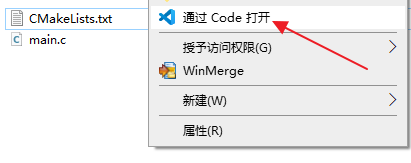 CMakeLists.txt
main.c
通过 Code 打开
授予访问权限(G)
WinMerge
新建(W)
属性(R)